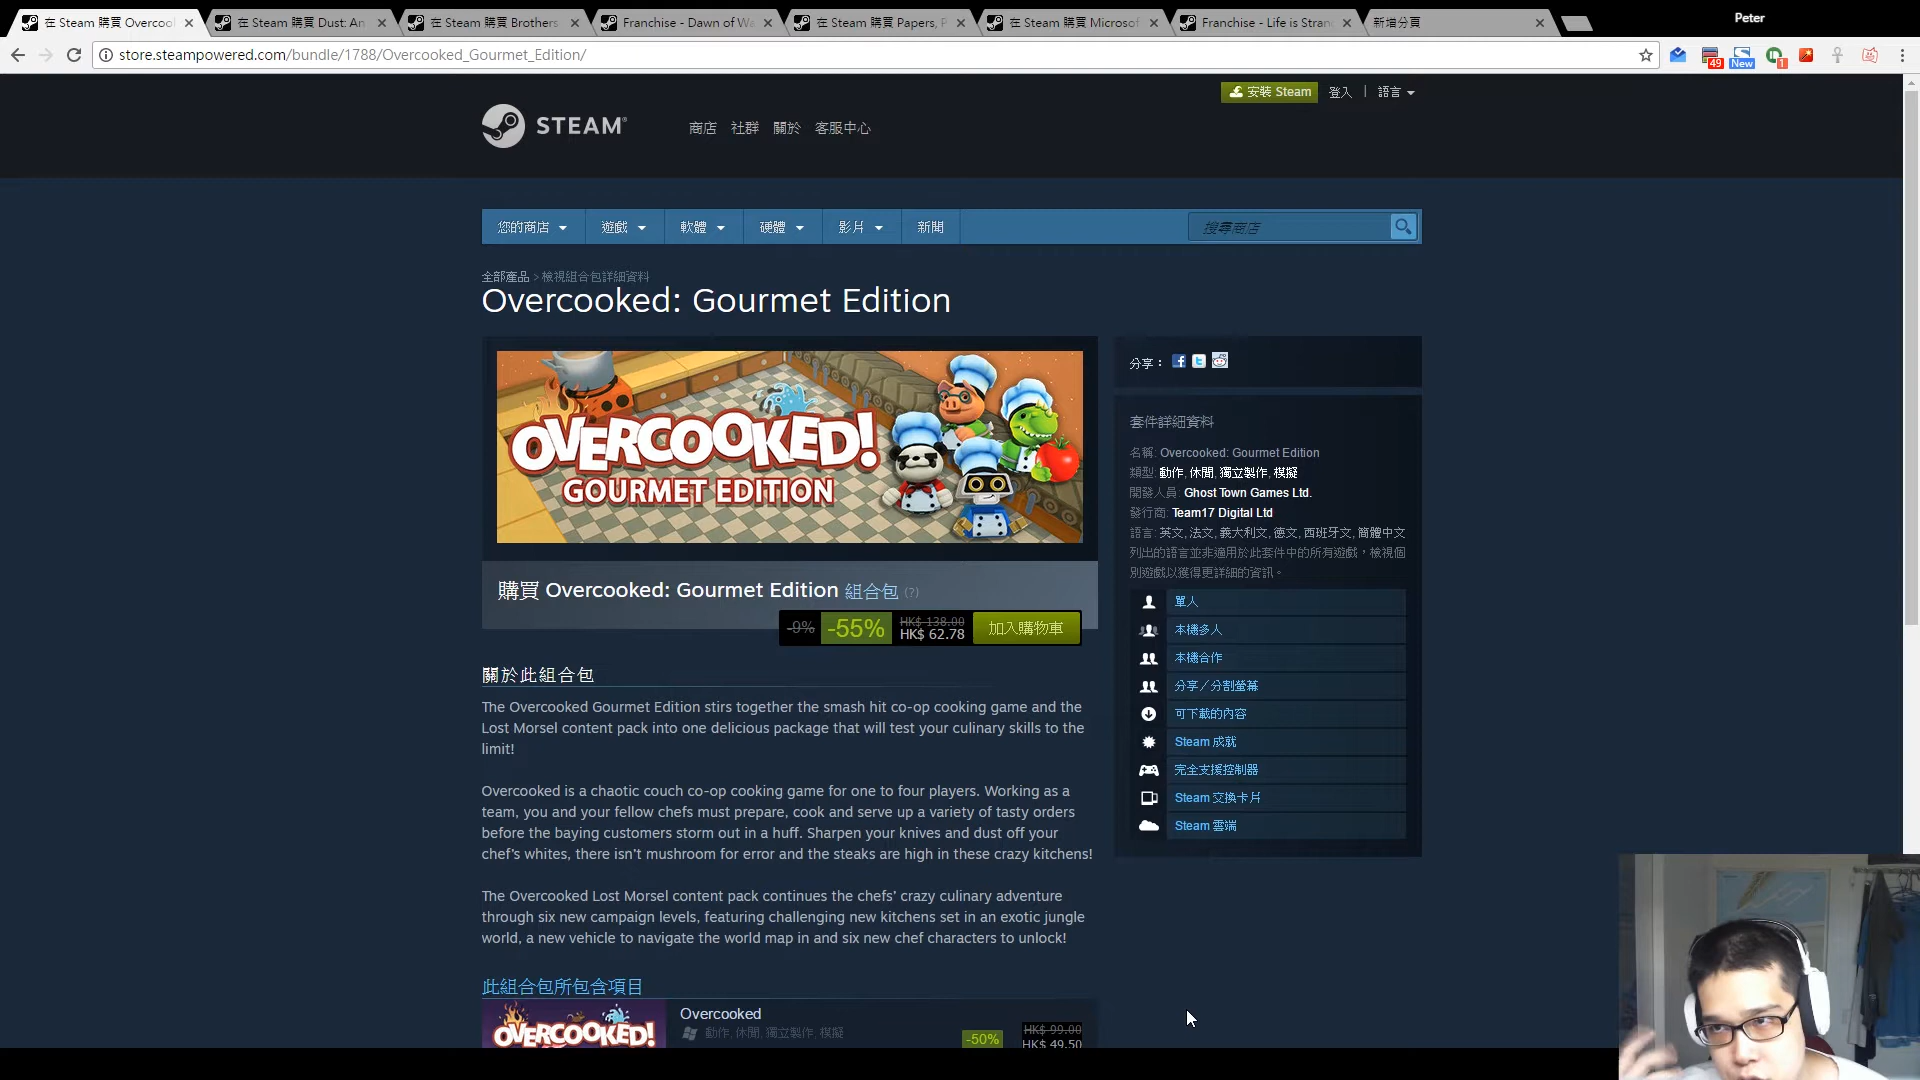 在 Steam 購買 Overcoo
在 Steam 購買 Dust: An
在 Steam 購買 Brothers
Franchise - Dawn of Wa
在 Steam 購買 Papers, P
在 Steam 購買 Microsof
Franchise - Life is Stran
新增分頁
Peter
store.steampowered.com/bundle/1788/Overcooked_Gourmet_Edition/
49
New
1
安裝 Steam
登入 | 語言
STEAM
商店 社群 關於 客服中心
您的商店 遊戲 軟體 硬體 影片 新聞
搜尋商店
全部產品 > 檢視組合包詳細資料
Overcooked: Gourmet Edition
OVERCOOKED!
GOURMET EDITION
購買 Overcooked: Gourmet Edition 組合包 (?)
-9% -55% HK$ 138.00
HK$ 62.78
加入購物車
關於此組合包
The Overcooked Gourmet Edition stirs together the smash hit co-op cooking game and the
Lost Morsel content pack into one delicious package that will test your culinary skills to the
limit!
Overcooked is a chaotic couch co-op cooking game for one to four players. Working as a
team, you and your fellow chefs must prepare, cook and serve up a variety of tasty orders
before the baying customers storm out in a huff. Sharpen your knives and dust off your
chef's whites, there isn't mushroom for error and the steaks are high in these crazy kitchens!
The Overcooked Lost Morsel content pack continues the chefs' crazy culinary adventure
through six new campaign levels, featuring challenging new kitchens set in an exotic jungle
world, a new vehicle to navigate the world map in and six new chef characters to unlock!
此組合包所包含項目
OVERCOOKED!
Overcooked
動作, 休閒, 獨立製作, 模擬
-50%
HK$ 99.00
HK$ 49.50
分享：
套件詳細資料
名稱: Overcooked: Gourmet Edition
類型: 動作, 休閒, 獨立製作, 模擬
開發人員: Ghost Town Games Ltd.
發行商: Team17 Digital Ltd
語言: 英文, 法文, 義大利文, 德文, 西班牙文, 簡體中文
列出的語言並非適用於此套件中的所有遊戲，檢視個
別遊戲以獲得更詳細的資訊。
單人
本機多人
本機合作
分享／分割螢幕
可下載的內容
Steam 成就
完全支援控制器
Steam 交換卡片
Steam 雲端